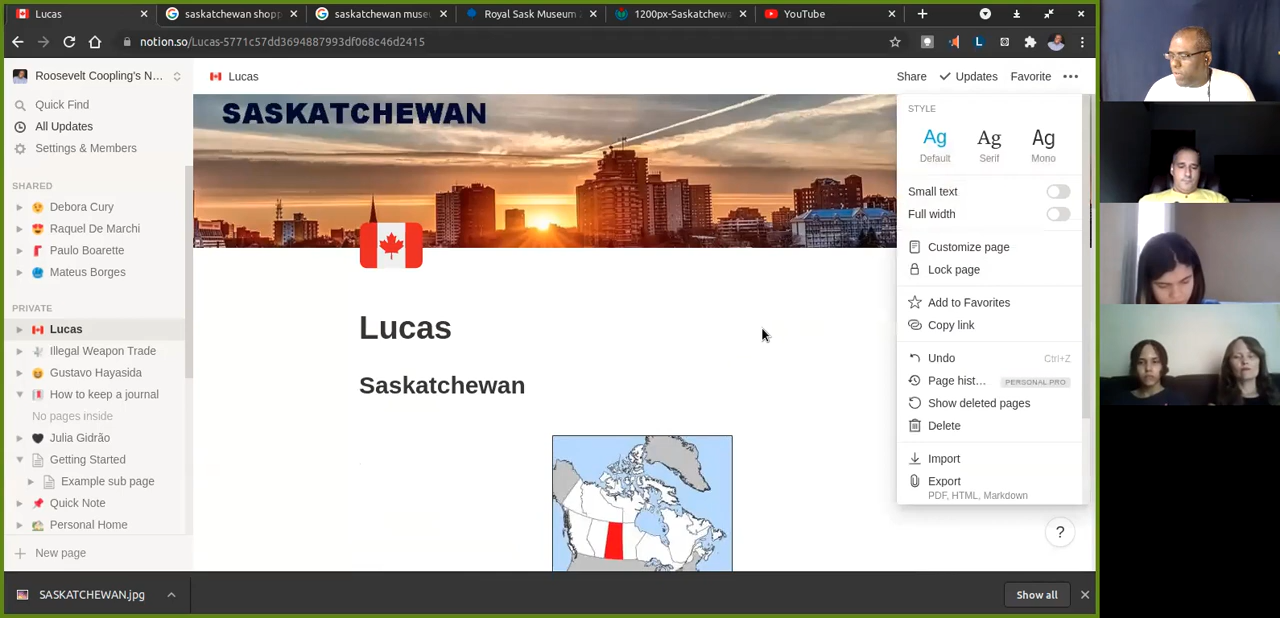 Lucas
saskatchewan shopp
saskatchewan museu
Royal Sask Museum
1200px-Saskatchewa
YouTube
notion.so/Lucas-5771c57dd3694887993df068c46d2415
Roosevelt Coopling's N...
Quick Find
All Updates
Settings & Members
SHARED
Debora Cury
Raquel De Marchi
Paulo Boarette
Mateus Borges
PRIVATE
Lucas
Illegal Weapon Trade
Gustavo Hayasida
How to keep a journal
No pages inside
Julia Gidrão
Getting Started
Example sub page
Quick Note
Personal Home
New page
Lucas
Share
Updates
Favorite
SASKATCHEWAN
Lucas
Saskatchewan
STYLE
Ag Ag Ag
Default Serif Mono
Small text
Full width
Customize page
Lock page
Add to Favorites
Copy link
Undo Ctrl+Z
Page hist... PERSONAL PRO
Show deleted pages
Delete
Import
Export
PDF, HTML, Markdown
?
SASKATCHEWAN.jpg
Show all